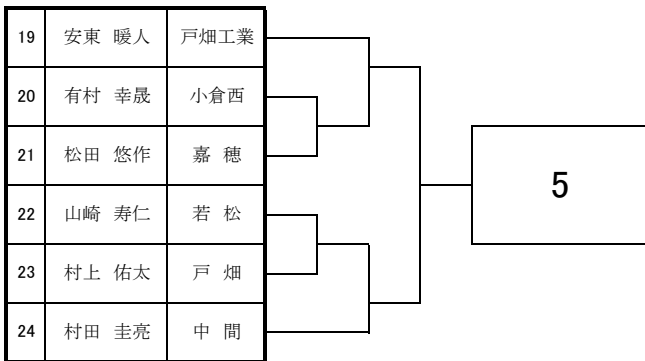 19 安東 暖人 戸畑工業
20 有村 幸晟 小倉西
21 松田 悠作 嘉 穂
5
22 山崎 寿仁 若 松
23 村上 佑太 戸 畑
24 村田 圭亮 中 間